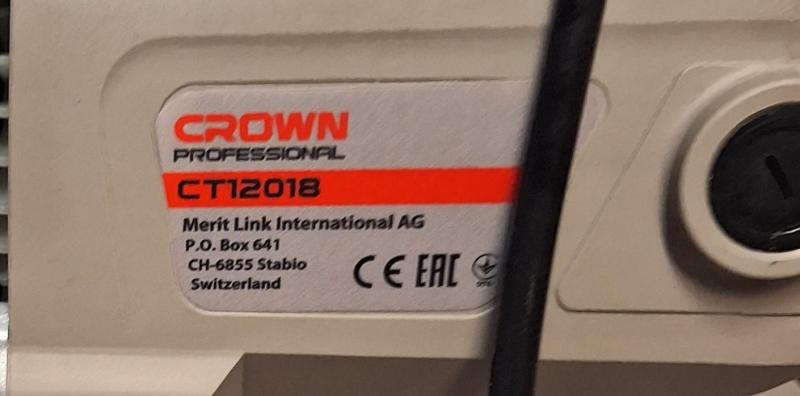 CROWN
PROFESSIONAL
CT12018
Merit Link International AG
P.O. Box 641
CH-6855 Stabio
Switzerland
CE EAC